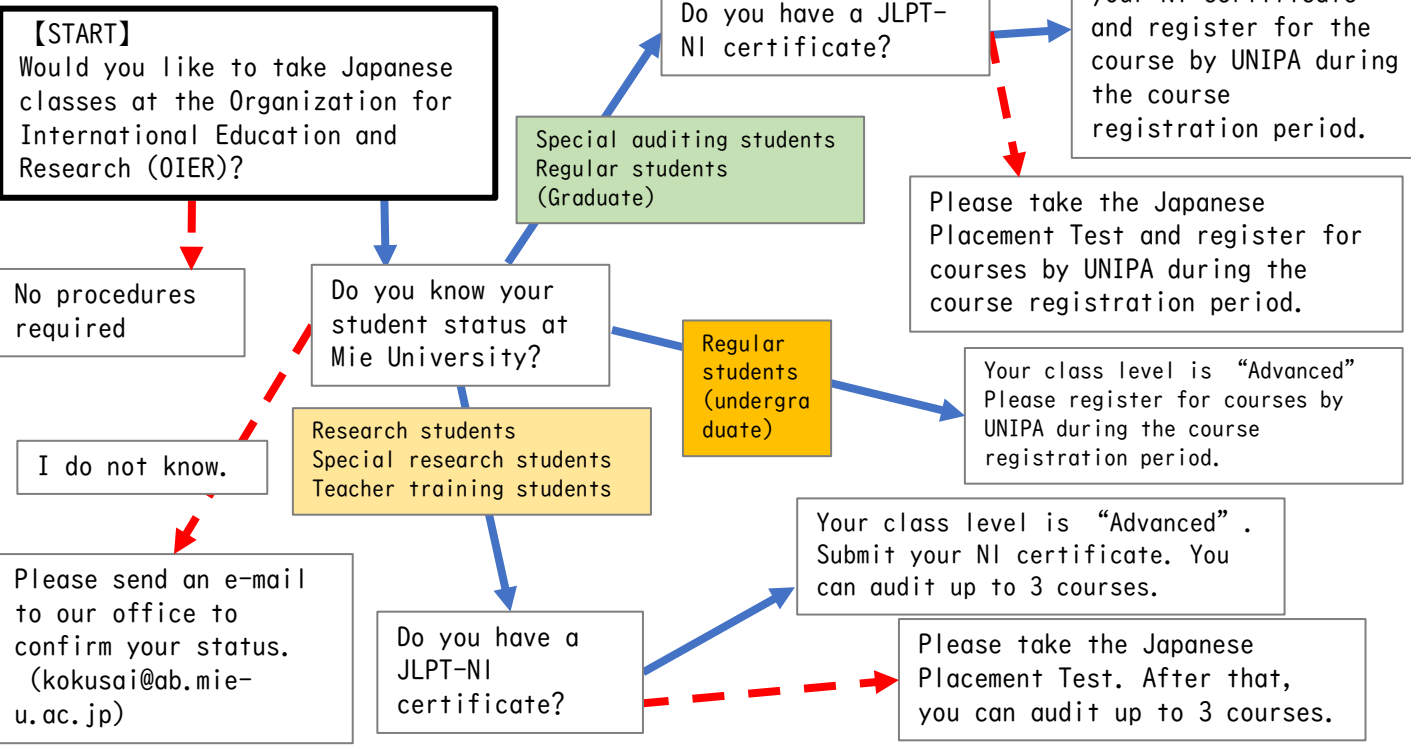 【START】
Would you like to take Japanese
classes at the Organization for
International Education and
Research (OIER)?
No procedures
required
Do you know your
student status at
Mie University?
I do not know.
Please send an e-mail
to our office to
confirm your status.
(kokusai@ab.mie-
u.ac.jp)
Special auditing students
Regular students
(Graduate)
Do you have a JLPT-
N1 certificate?
your N1 certificate
and register for the
course by UNIPA during
the course
registration period.
Please take the Japanese
Placement Test and register for
courses by UNIPA during the
course registration period.
Regular
students
(undergra
duate)
Your class level is “Advanced”
Please register for courses by
UNIPA during the course
registration period.
Research students
Special research students
Teacher training students
Do you have a
JLPT-N1
certificate?
Your class level is “Advanced”.
Submit your N1 certificate. You
can audit up to 3 courses.
Please take the Japanese
Placement Test. After that,
you can audit up to 3 courses.